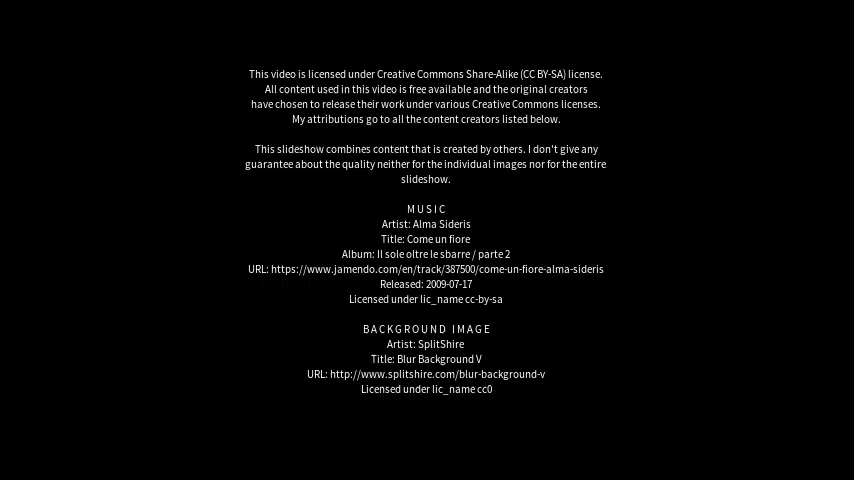 This video is licensed under Creative Commons Share-Alike (CC BY-SA) license.
All content used in this video is free available and the original creators
have chosen to release their work under various Creative Commons licenses.
My attributions go to all the content creators listed below.
This slideshow combines content that is created by others. I don't give any
guarantee about the quality neither for the individual images nor for the entire
slideshow.
MUSIC
Artist: Alma Sideris
Title: Come un fiore
Album: Il sole oltre le sbarre / parte 2
URL: https://www.jamendo.com/en/track/387500/come-un-fiore-alma-sideris
Released: 2009-07-17
Licensed under lic_name cc-by-sa
BACKGROUND IMAGE
Artist: SplitShire
Title: Blur Background V
URL: http://www.splitshire.com/blur-background-v
Licensed under lic_name cc0